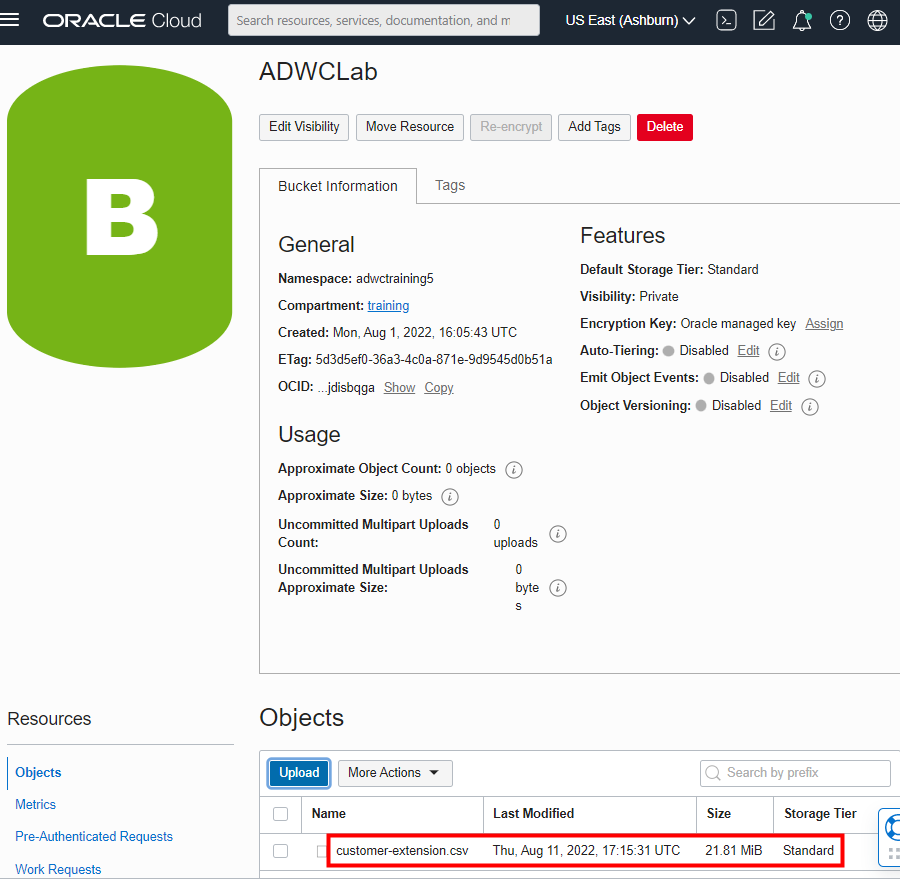 ORACLE Cloud
Search resources, services, documentation, and m
US East (Ashburn)
B
ADWCLab
Edit Visibility
Move Resource
Re-encrypt
Add Tags
Delete
Bucket Information
Tags
General
Namespace: adwctraining5
Compartment: training
Created: Mon, Aug 1, 2022, 16:05:43 UTC
ETag: 5d3d5ef0-36a3-4c0a-871e-9d9545d0b51a
OCID: ...jdisbqga Show Copy
Usage
Approximate Object Count: 0 objects i
Approximate Size: 0 bytes i
Uncommitted Multipart Uploads Count:
0 uploads
i
Uncommitted Multipart Uploads Approximate Size:
0
byte
s
i
Features
Default Storage Tier: Standard
Visibility: Private
Encryption Key: Oracle managed key Assign
Auto-Tiering: Disabled Edit i
Emit Object Events: Disabled Edit i
Object Versioning: Disabled Edit i
Resources
Objects
Metrics
Pre-Authenticated Requests
Work Requests
Objects
Upload
More Actions
Search by prefix
Name Last Modified Size Storage Tier
customer-extension.csv Thu, Aug 11, 2022, 17:15:31 UTC 21.81 MiB Standard